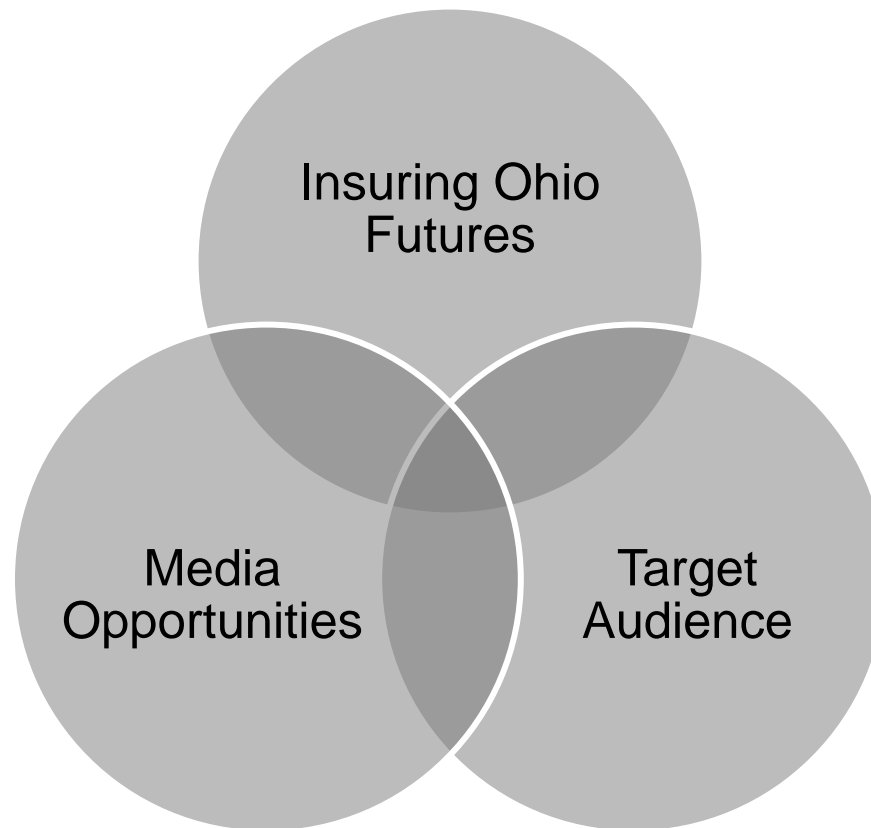 Insuring Ohio
Futures
Media
Opportunities
Target
Audience